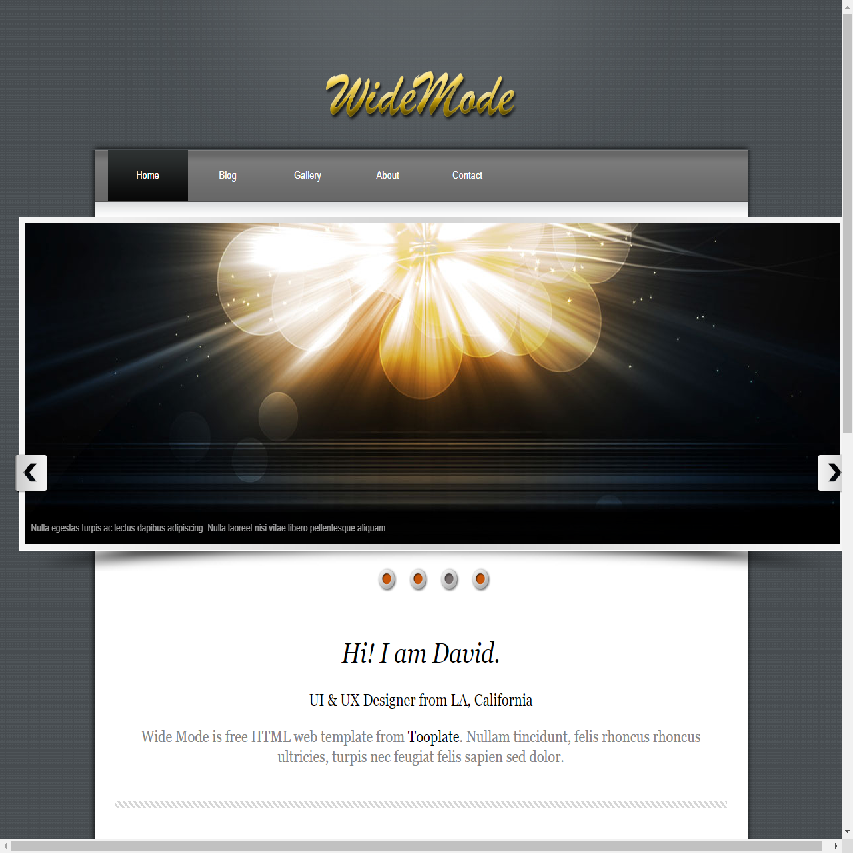 WideMode
Home Blog Gallery About Contact
Nulla egestas turpis ac lectus dapibus adipiscing. Nulla laoreet nisi vitae libero pellentesque aliquam
Hi! I am David.
UI & UX Designer from LA, California
Wide Mode is free HTML web template from Tooplate. Nullam tincidunt, felis rhoncus rhoncus
ultricies, turpis nec feugiat felis sapien sed dolor.